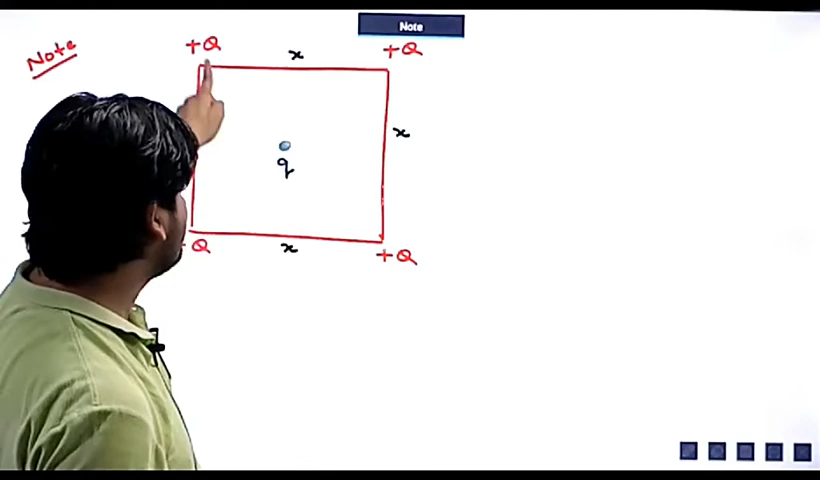 Note
Note
+Q x +Q
x
q
Q x +Q